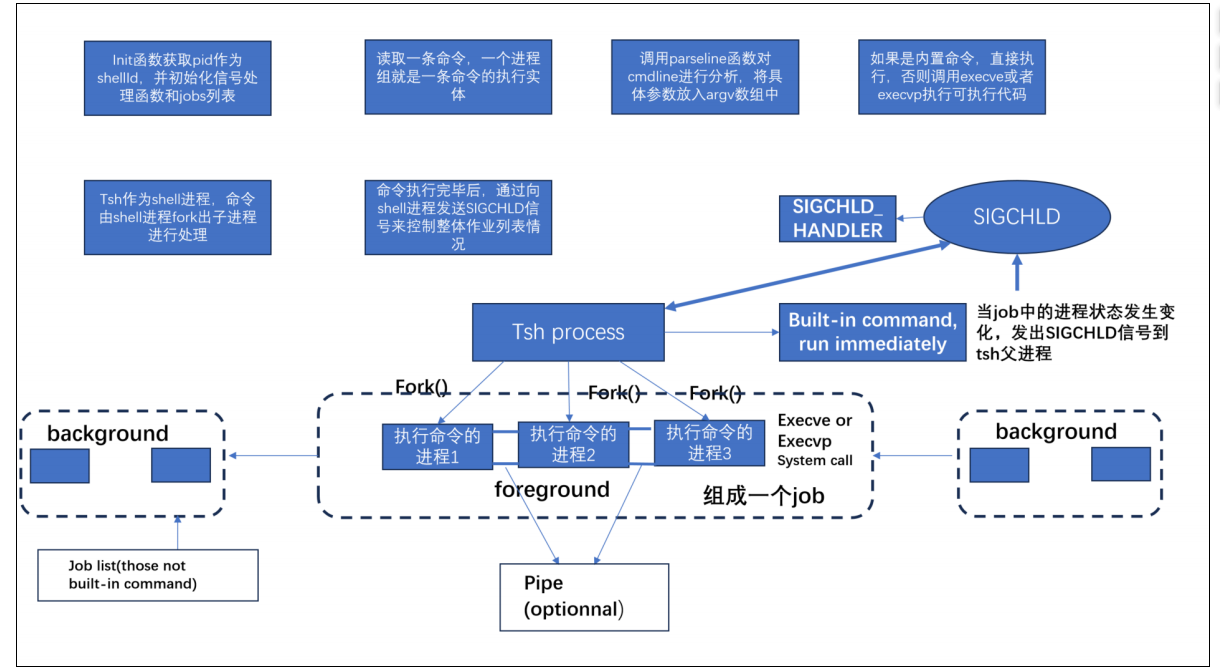 Init函数获取pid作为
shellId，并初始化信号处
理函数和jobs列表
读取一条命令，一个进程
组就是一条命令的执行实
体
调用parseline函数对
cmdline进行分析，将具
体参数放入argv数组中
如果是内置命令，直接执
行，否则调用execve或者
execvp执行可执行代码
Tsh作为shell进程，命令
由shell进程fork出子进程
进行处理
命令执行完毕后，通过向
shell进程发送SIGCHLD信
号来控制整体作业列表情
况
SIGCHLD_
HANDLER
SIGCHLD
Tsh process
Built-in command,
run immediately
当job中的进程状态发生变
化，发出SIGCHLD信号到
tsh父进程
Fork()
Fork()
Fork()
background
执行命令的
进程1
执行命令的
进程2
执行命令的
进程3
Execve or
Execvp
System call
foreground
组成一个job
background
Job list(those not
built-in command)
Pipe
(optionnal)